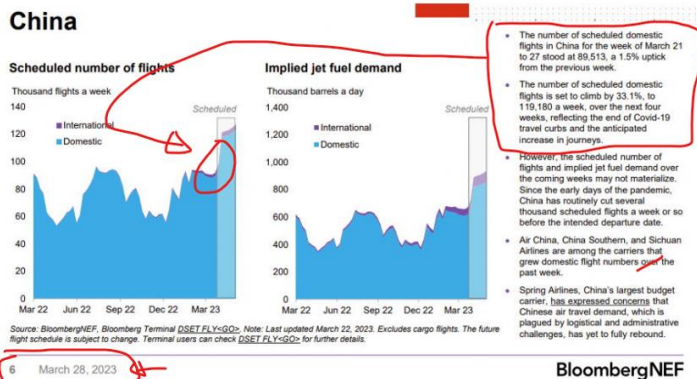 China
Scheduled number of flights
Thousand flights a week
Scheduled
140
120
100
80
60
40
20
0
International
Domestic
Mar 22 Jun 22 Sep 22 Dec 22 Mar 23
Implied jet fuel demand
Thousand barrels a day
Scheduled
1,400
1,200
1,000
800
600
400
200
0
International
Domestic
Mar 22 Jun 22 Sep 22 Dec 22 Mar 23
• The number of scheduled domestic
flights in China for the week of March 21
to 27 stood at 89,513, a 1.5% uptick
from the previous week.
• The number of scheduled domestic
flights is set to climb by 33.1%, to
119,180 a week, over the next four
weeks, reflecting the end of Covid-19
travel curbs and the anticipated
increase in journeys.
• However, the scheduled number of
flights and implied jet fuel demand over
the coming weeks may not materialize.
Since the early days of the pandemic,
China has routinely cut several
thousand scheduled flights a week or so
before the intended departure date.
• Air China, China Southern, and Sichuan
Airlines are among the carriers that
grew domestic flight numbers over the
past week.
• Spring Airlines, China's largest budget
carrier, has expressed concerns that
Chinese air travel demand, which is
plagued by logistical and administrative
challenges, has yet to fully rebound.
Source: BloombergNEF, Bloomberg Terminal DSET FLY<GO>. Note: Last updated March 22, 2023. Excludes cargo flights. The future
flight schedule is subject to change. Terminal users can check DSET FLY<GO> for further details.
6 March 28, 2023
BloombergNEF